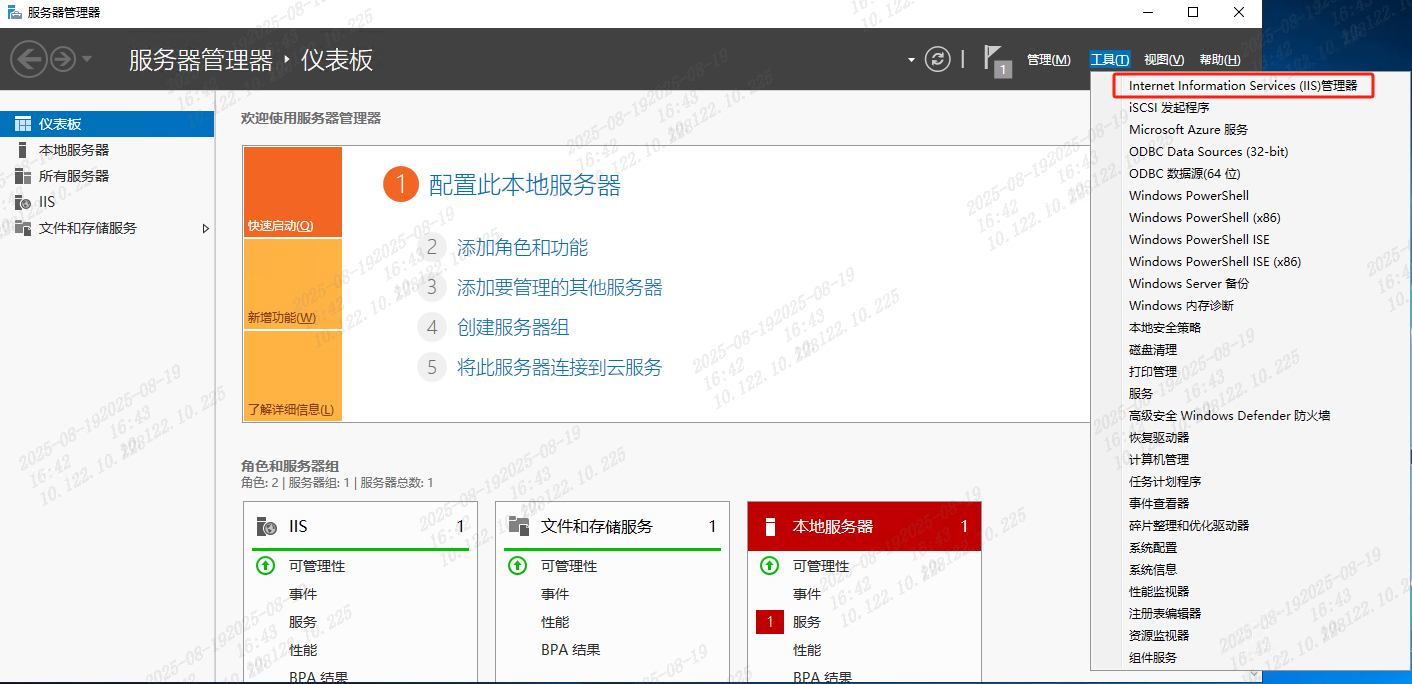 服务器管理器
服务器管理器 · 仪表板
1
管理(M)
工具(T)
视图(V)
帮助(H)
仪表板
本地服务器
所有服务器
IIS
文件和存储服务
欢迎使用服务器管理器
快速启动(Q)
新增功能(W)
了解详细信息(L)
1 配置此本地服务器
2 添加角色和功能
3 添加要管理的其他服务器
4 创建服务器组
5 将此服务器连接到云服务
角色和服务器组
角色: 2 | 服务器组: 1 | 服务器总数: 1
IIS 1
可管理性
事件
服务
性能
BPA 结果
文件和存储服务 1
可管理性
事件
性能
BPA 结果
本地服务器 1
可管理性
事件
1 服务
性能
BPA 结果
Internet Information Services (IIS)管理器
iSCSI 发起程序
Microsoft Azure 服务
ODBC Data Sources (32-bit)
ODBC 数据源(64 位)
Windows PowerShell
Windows PowerShell (x86)
Windows PowerShell ISE
Windows PowerShell ISE (x86)
Windows Server 备份
Windows 内存诊断
本地安全策略
磁盘清理
打印管理
服务
高级安全 Windows Defender 防火墙
恢复驱动器
计算机管理
任务计划程序
事件查看器
碎片整理和优化驱动器
系统配置
系统信息
性能监视器
注册表编辑器
资源监视器
组件服务